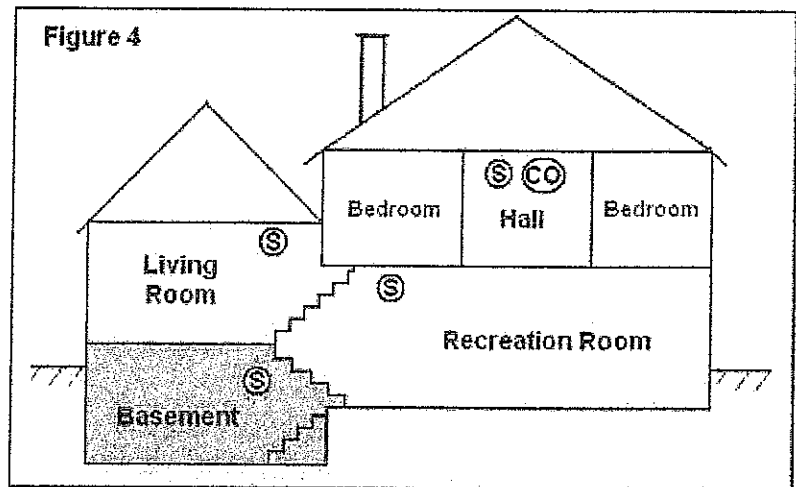 Figure 4
S CO
Bedroom Hall Bedroom
S
Living
Room
S
Recreation Room
S
Basement